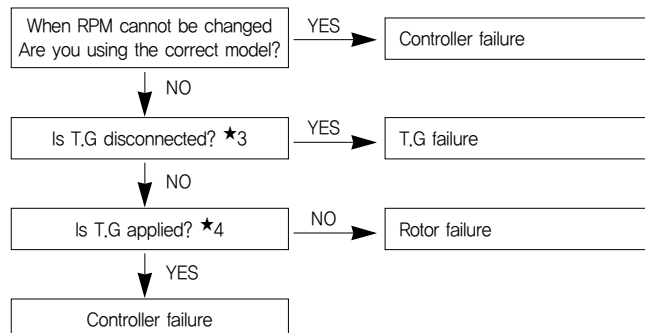 When RPM cannot be changed
Are you using the correct model?
YES
Controller failure
NO
Is T.G disconnected? ★3
YES
T.G failure
NO
Is T.G applied? ★4
NO
Rotor failure
YES
Controller failure